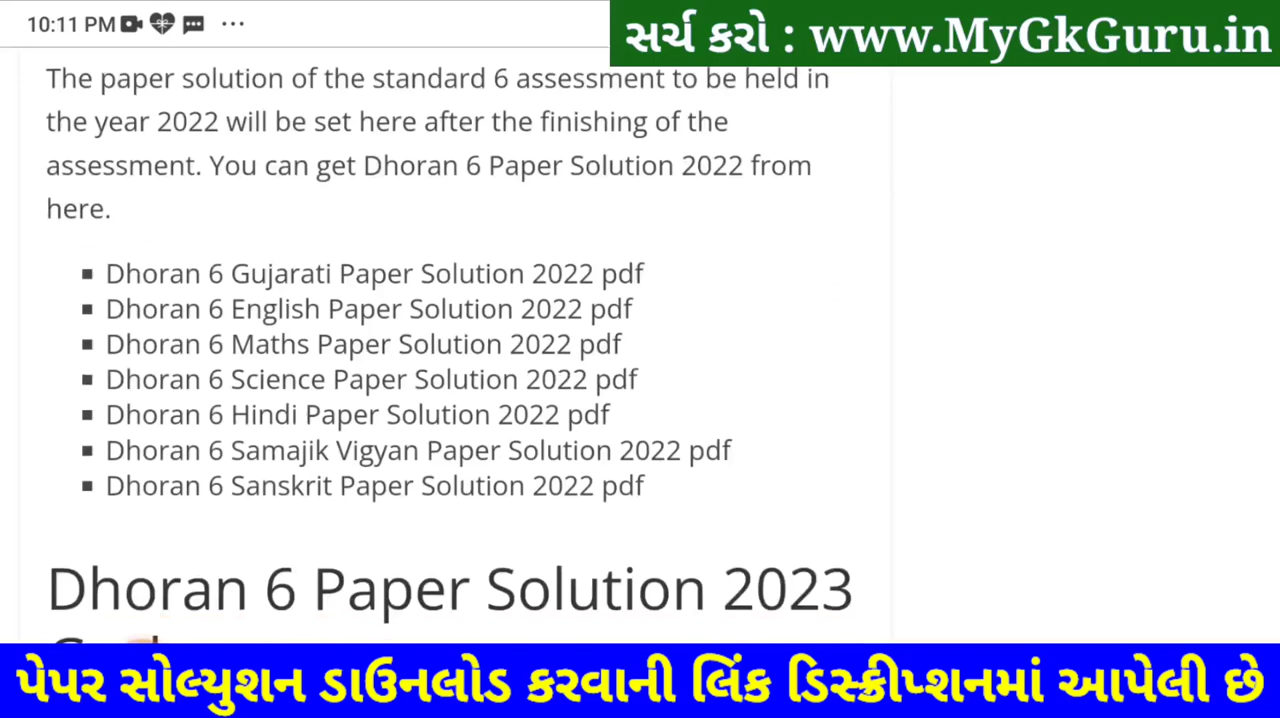 10:11 PM
સર્ચ કરો : www.MyGkGuru.in
The paper solution of the standard 6 assessment to be held in
the year 2022 will be set here after the finishing of the
assessment. You can get Dhoran 6 Paper Solution 2022 from
here.
Dhoran 6 Gujarati Paper Solution 2022 pdf
Dhoran 6 English Paper Solution 2022 pdf
Dhoran 6 Maths Paper Solution 2022 pdf
Dhoran 6 Science Paper Solution 2022 pdf
Dhoran 6 Hindi Paper Solution 2022 pdf
Dhoran 6 Samajik Vigyan Paper Solution 2022 pdf
Dhoran 6 Sanskrit Paper Solution 2022 pdf
Dhoran 6 Paper Solution 2023
પેપર સોલ્યુશન ડાઉનલોડ કરવાની લિંક ડિસ્ક્રીપ્શનમાં આપેલી છે